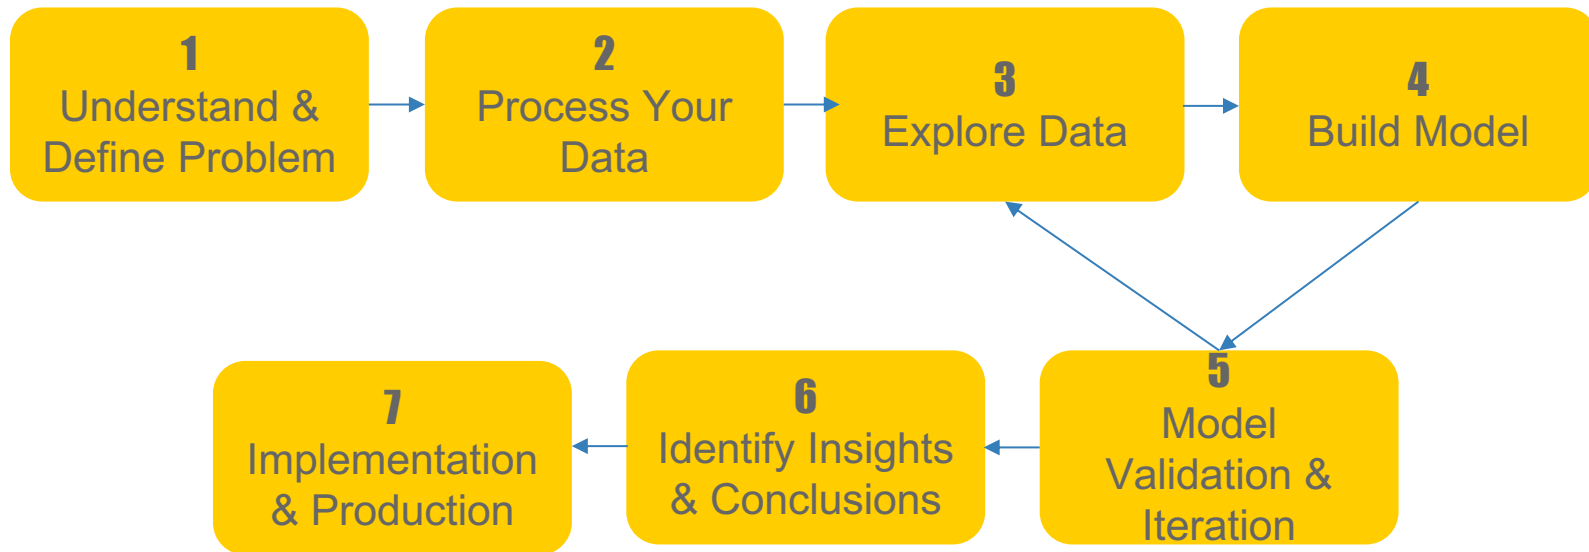 1
Understand &
Define Problem
2
Process Your
Data
3
Explore Data
4
Build Model
5
Model
Validation &
Iteration
6
Identify Insights
& Conclusions
7
Implementation
& Production